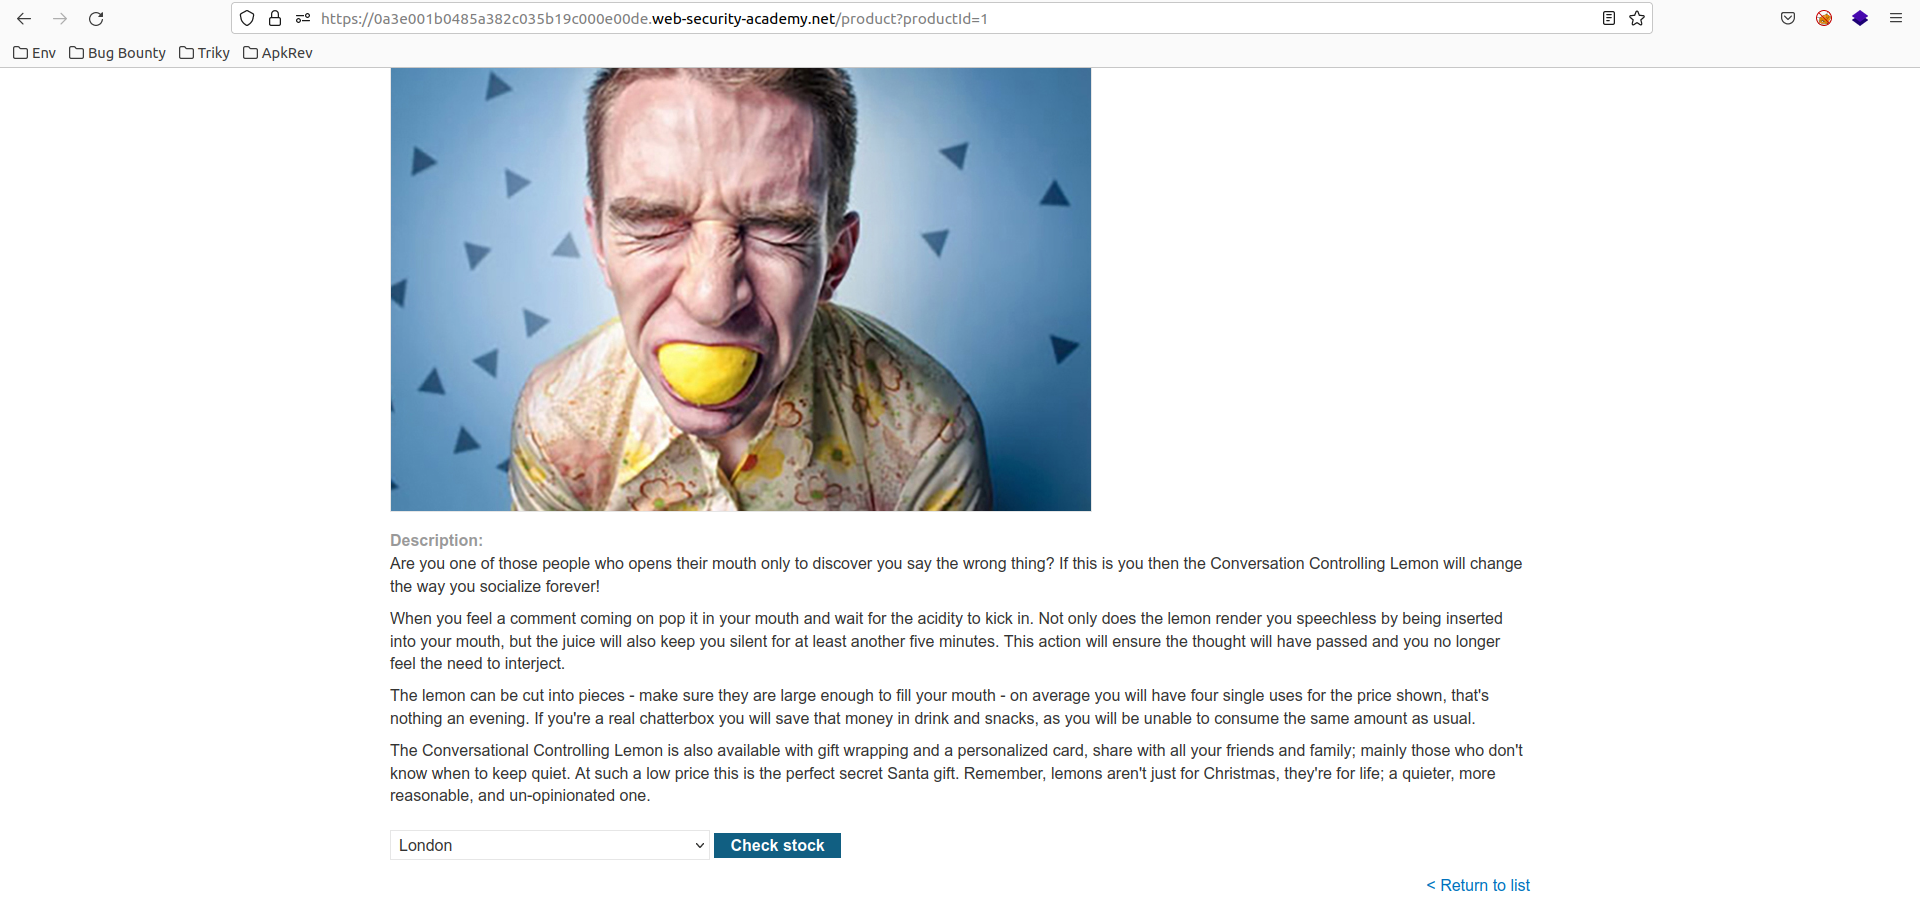 https://0a3e001b0485a382c035b19c000e00de.web-security-academy.net/product?productId=1
Env Bug Bounty Triky ApkRev
Description:
Are you one of those people who opens their mouth only to discover you say the wrong thing? If this is you then the Conversation Controlling Lemon will change
the way you socialize forever!
When you feel a comment coming on pop it in your mouth and wait for the acidity to kick in. Not only does the lemon render you speechless by being inserted
into your mouth, but the juice will also keep you silent for at least another five minutes. This action will ensure the thought will have passed and you no longer
feel the need to interject.
The lemon can be cut into pieces - make sure they are large enough to fill your mouth - on average you will have four single uses for the price shown, that's
nothing an evening. If you're a real chatterbox you will save that money in drink and snacks, as you will be unable to consume the same amount as usual.
The Conversational Controlling Lemon is also available with gift wrapping and a personalized card, share with all your friends and family; mainly those who don't
know when to keep quiet. At such a low price this is the perfect secret Santa gift. Remember, lemons aren't just for Christmas, they're for life; a quieter, more
reasonable, and un-opinionated one.
London Check stock
< Return to list